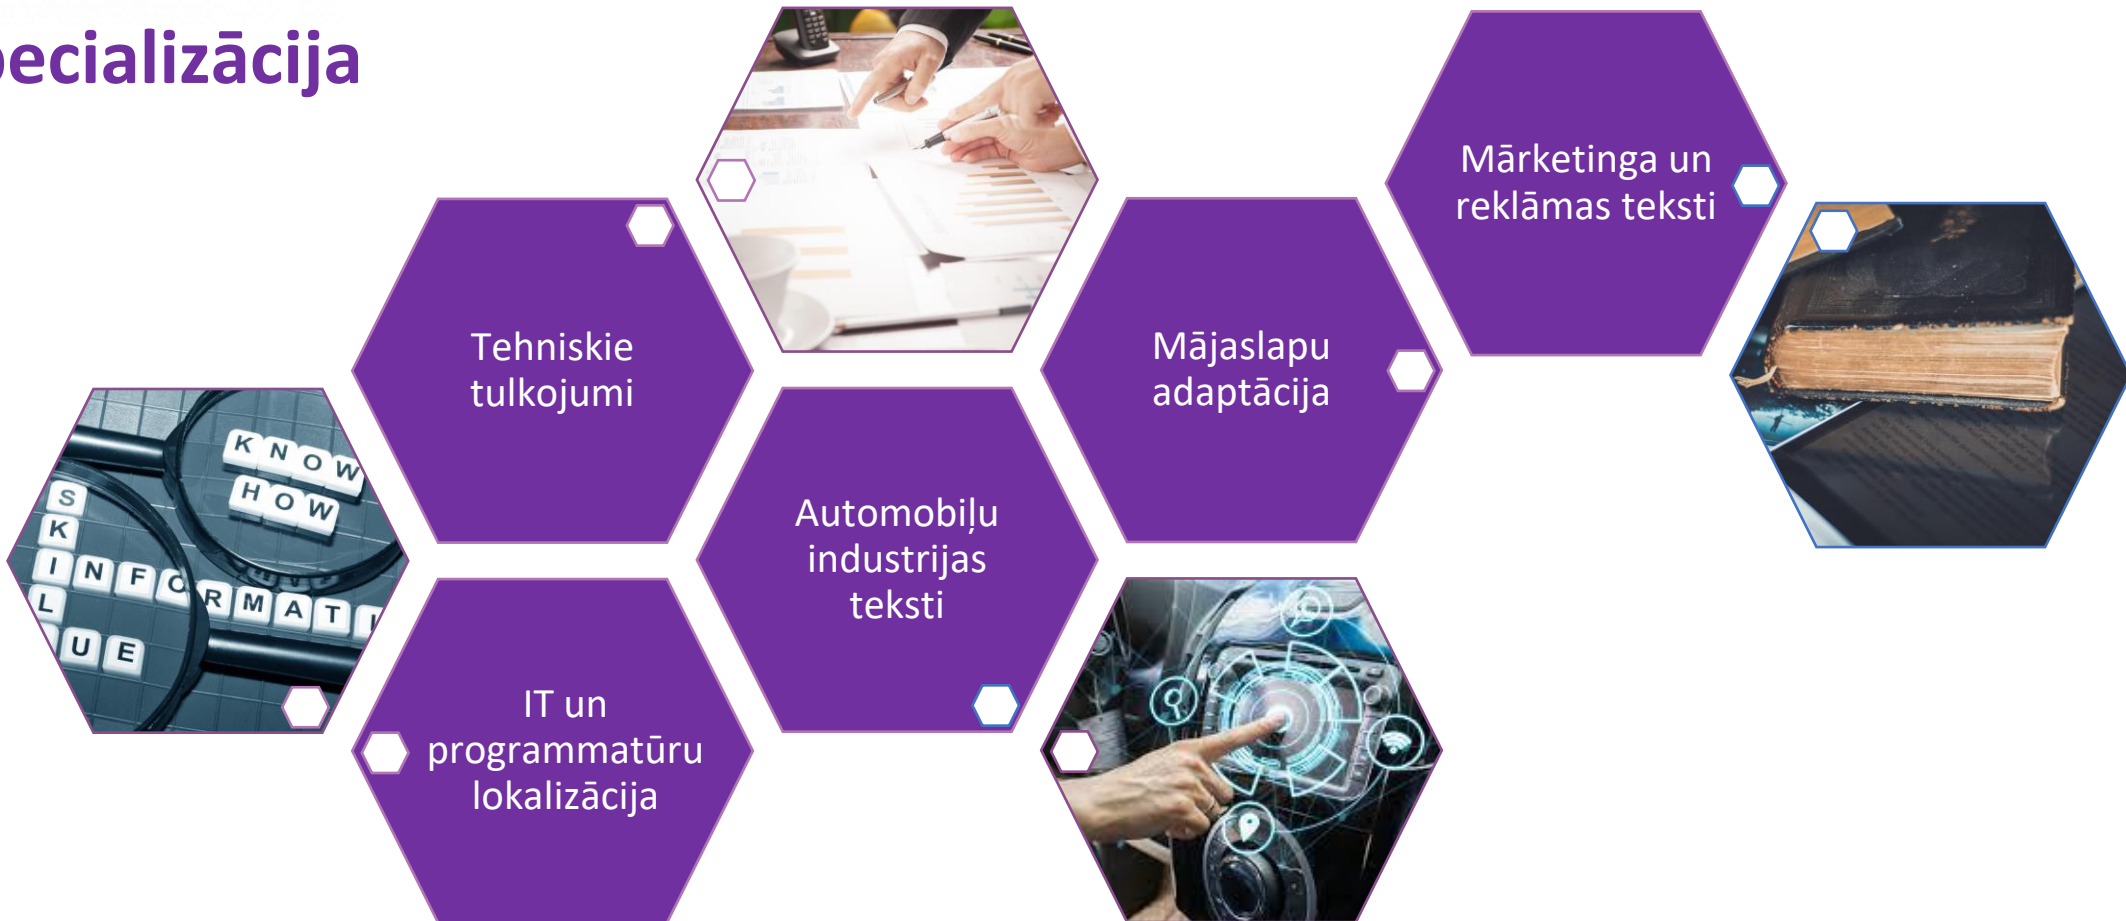 pecializācija
Mārketinga un
reklāmas teksti
Tehniskie
tulkojumi
Mājaslapu
adaptācija
Automobiļu
industrijas
teksti
IT un
programmatūru
lokalizācija
KNOW
HOW
SKILL
INFORMATI
UE